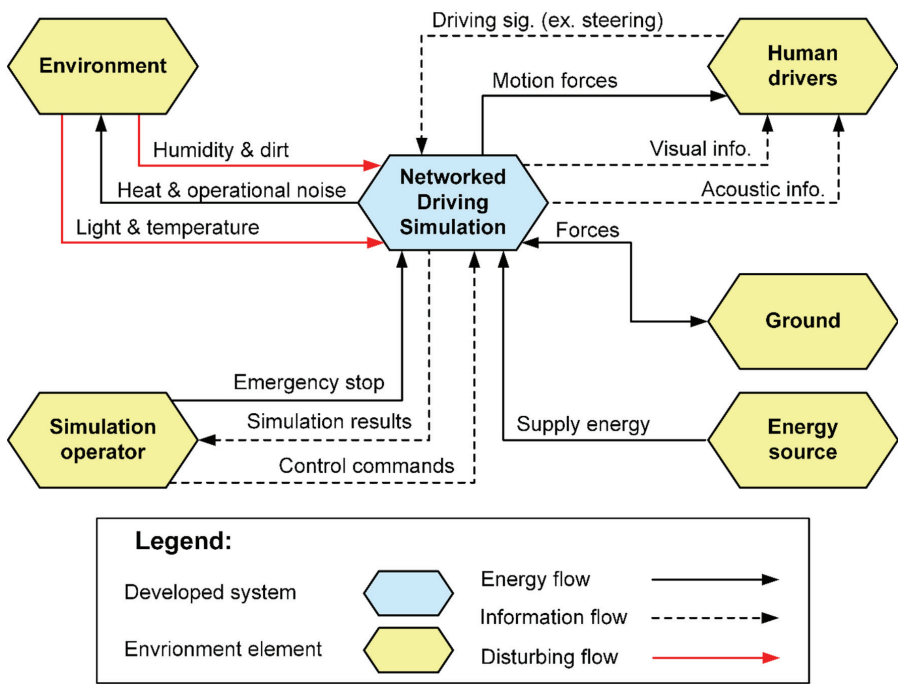 Driving sig. (ex. steering)
Environment
Human
drivers
Motion forces
Humidity & dirt
Visual info.
Heat & operational noise
Networked
Driving
Simulation
Acoustic info.
Light & temperature
Forces
Ground
Emergency stop
Simulation
operator
Simulation results
Supply energy
Energy
source
Control commands
Legend:
Developed system
Energy flow
Information flow
Envrionment element
Disturbing flow